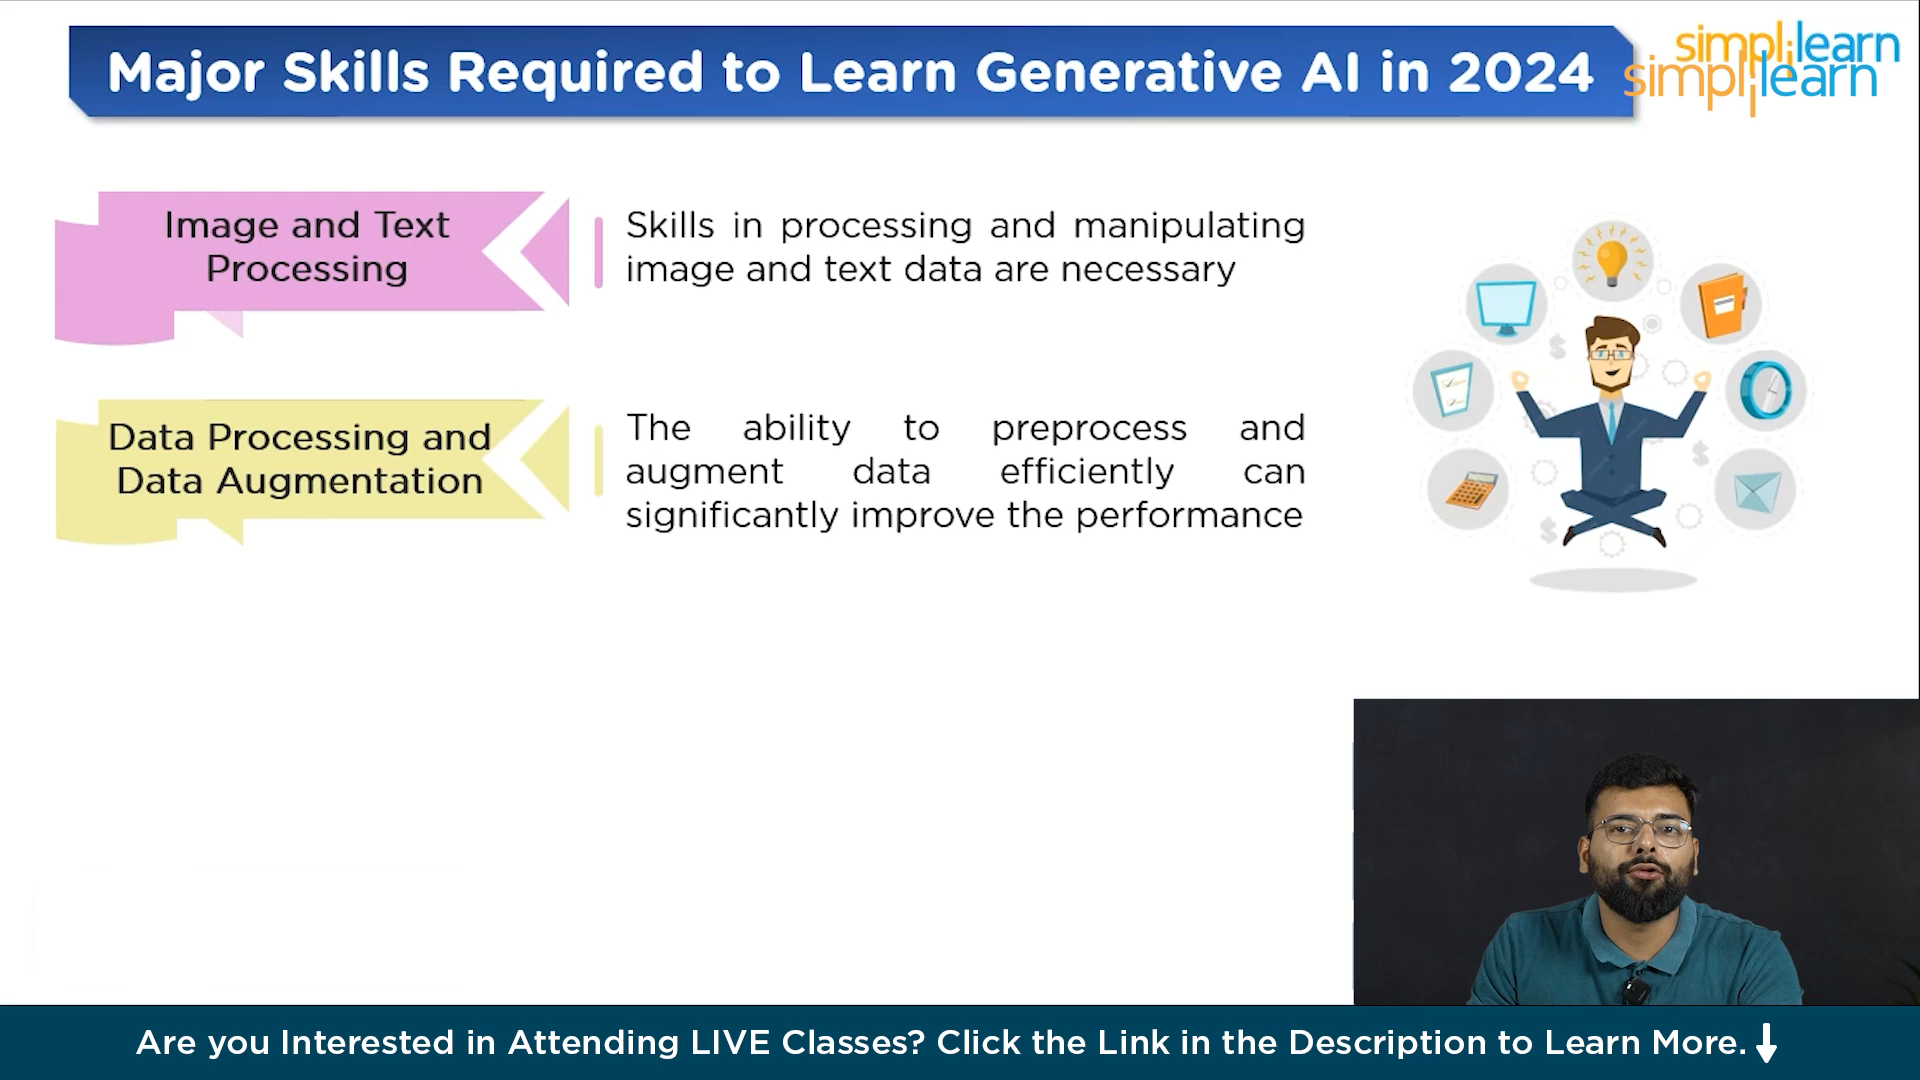 Major Skills Required to Learn Generative AI in 2024
simplilearn
simplilearn
Image and Text
Processing
Skills in processing and manipulating
image and text data are necessary
Data Processing and
Data Augmentation
The ability to preprocess and
augment data efficiently can
significantly improve the performance
Are you Interested in Attending LIVE Classes? Click the Link in the Description to Learn More.